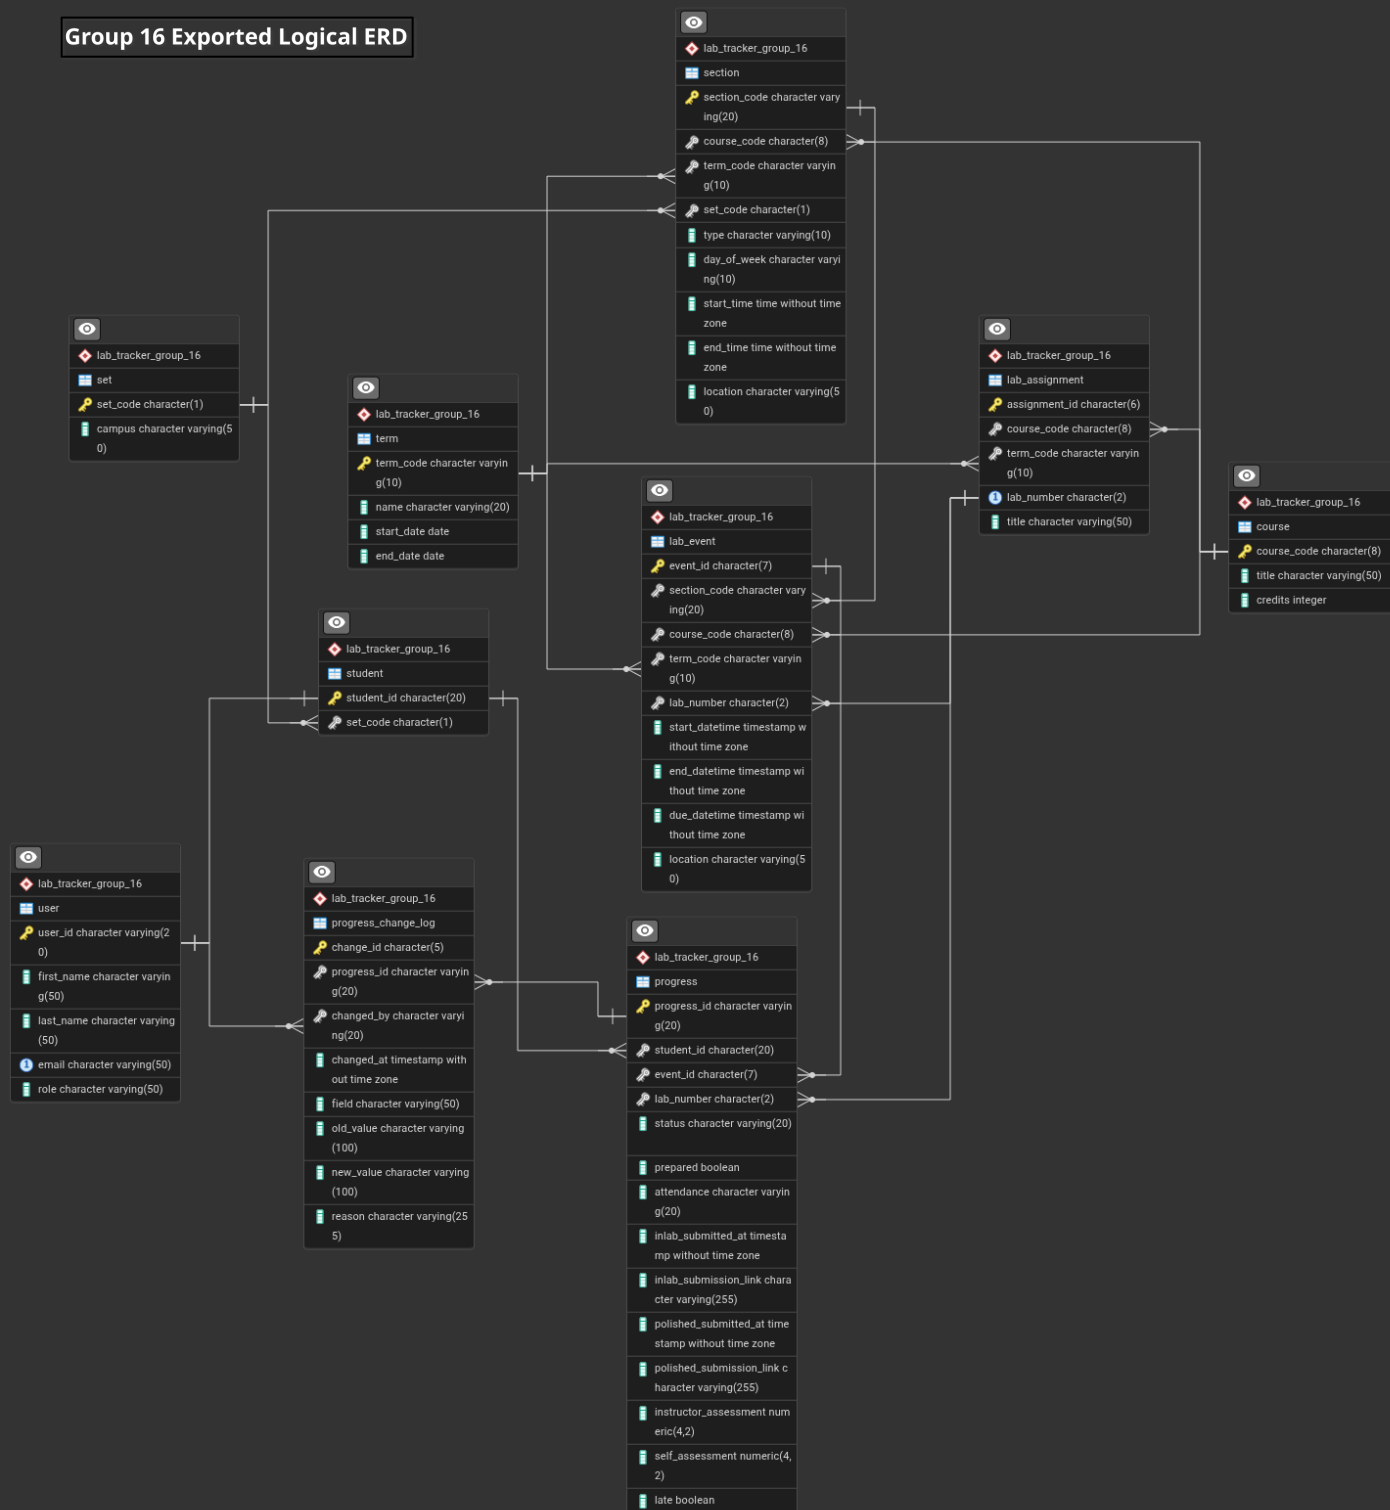 Group 16 Exported Logical ERD
lab_tracker_group_16
section
section_code character vary
ing(20)
course_code character(8)
term_code character varyin
g(10)
set_code character(1)
type character varying(10)
day_of_week character varyi
ng(10)
start_time time without time
zone
end_time time without time
zone
location character varying(5
0)
lab_tracker_group_16
set
set_code character(1)
campus character varying(5
0)
lab_tracker_group_16
term
term_code character varyin
g(10)
name character varying(20)
start_date date
end_date date
lab_tracker_group_16
lab_assignment
assignment_id character(6)
course_code character(8)
term_code character varyin
g(10)
1
lab_number character(2)
title character varying(50)
lab_tracker_group_16
course
course_code character(8)
title character varying(50)
credits integer
lab_tracker_group_16
lab_event
event_id character(7)
section_code character vary
ing(20)
course_code character(8)
term_code character varyin
g(10)
lab_number character(2)
start_datetime timestamp w
ithout time zone
end_datetime timestamp wi
thout time zone
due_datetime timestamp wi
thout time zone
location character varying(5
0)
lab_tracker_group_16
student
student_id character(20)
set_code character(1)
lab_tracker_group_16
user
user_id character varying(2
0)
first_name character varyin
g(50)
last_name character varying
(50)
1
email character varying(50)
role character varying(50)
lab_tracker_group_16
progress_change_log
change_id character(5)
progress_id character varyin
g(20)
changed_by character varyi
ng(20)
changed_at timestamp with
out time zone
field character varying(50)
old_value character varying
(100)
new_value character varying
(100)
reason character varying(25
5)
lab_tracker_group_16
progress
progress_id character varyin
g(20)
student_id character(20)
event_id character(7)
lab_number character(2)
status character varying(20)
prepared boolean
attendance character varyin
g(20)
inlab_submitted_at timesta
mp without time zone
inlab_submission_link chara
cter varying(255)
polished_submitted_at time
stamp without time zone
polished_submission_link c
haracter varying(255)
instructor_assessment num
eric(4,2)
self_assessment numeric(4,
2)
late boolean